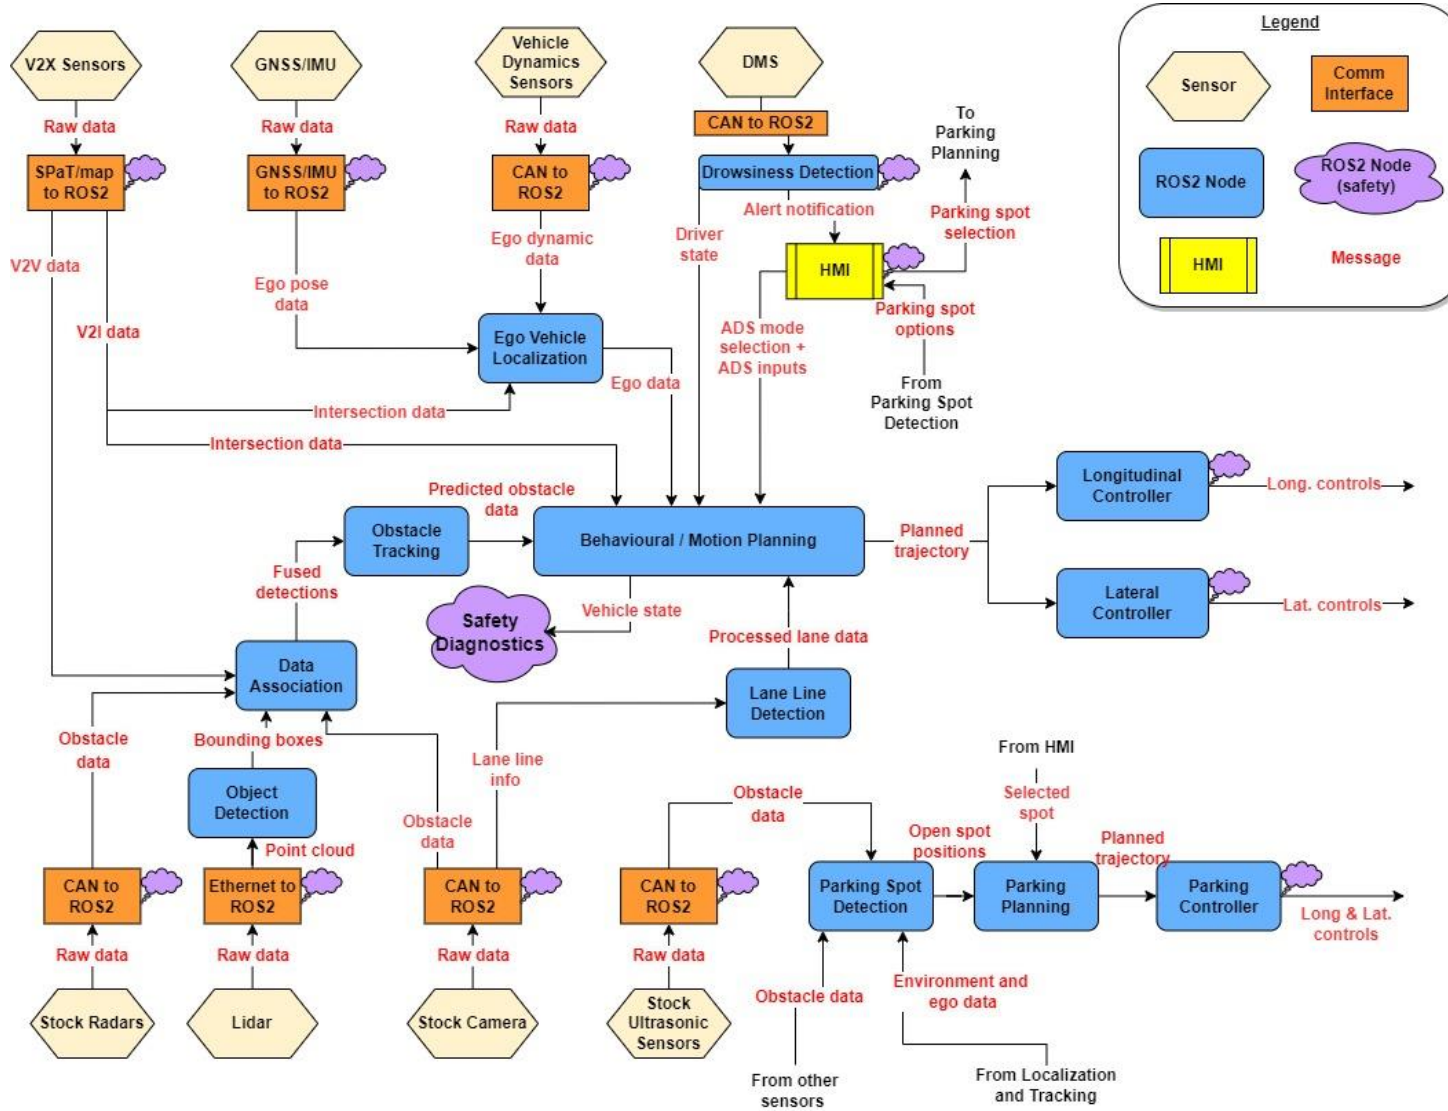 Legend
Sensor
Comm
Interface
ROS2 Node
ROS2 Node
(safety)
HMI
Message
V2X Sensors
GNSS/IMU
Vehicle
Dynamics
Sensors
DMS
Raw data
Raw data
Raw data
CAN to ROS2
To
Parking
Planning
SPaT/map
to ROS2
GNSS/IMU
to ROS2
CAN to
ROS2
Drowsiness Detection
Alert notification
Parking spot
selection
Driver
state
Ego dynamic
data
V2V data
Ego pose
data
HMI
Parking spot
options
V2I data
Ego Vehicle
Localization
ADS mode
selection +
ADS inputs
Ego data
From
Parking Spot
Detection
Intersection data
Intersection data
Longitudinal
Controller
Long. controls
Predicted obstacle
data
Obstacle
Tracking
Behavioural / Motion Planning
Planned
trajectory
Fused
detections
Lateral
Controller
Lat. controls
Vehicle state
Safety
Diagnostics
Processed lane data
Data
Association
Lane Line
Detection
Obstacle
data
Bounding boxes
Lane line
info
From HMI
Object
Detection
Obstacle
data
Selected
spot
Obstacle
data
Point cloud
Open spot
positions
Planned
trajectory
CAN to
ROS2
Ethernet to
ROS2
CAN to
ROS2
CAN to
ROS2
Parking Spot
Detection
Parking
Planning
Parking
Controller
Long & Lat.
controls
Raw data
Raw data
Raw data
Raw data
Obstacle data
Environment and
ego data
Stock Radars
Lidar
Stock Camera
Stock
Ultrasonic
Sensors
From other
sensors
From Localization
and Tracking